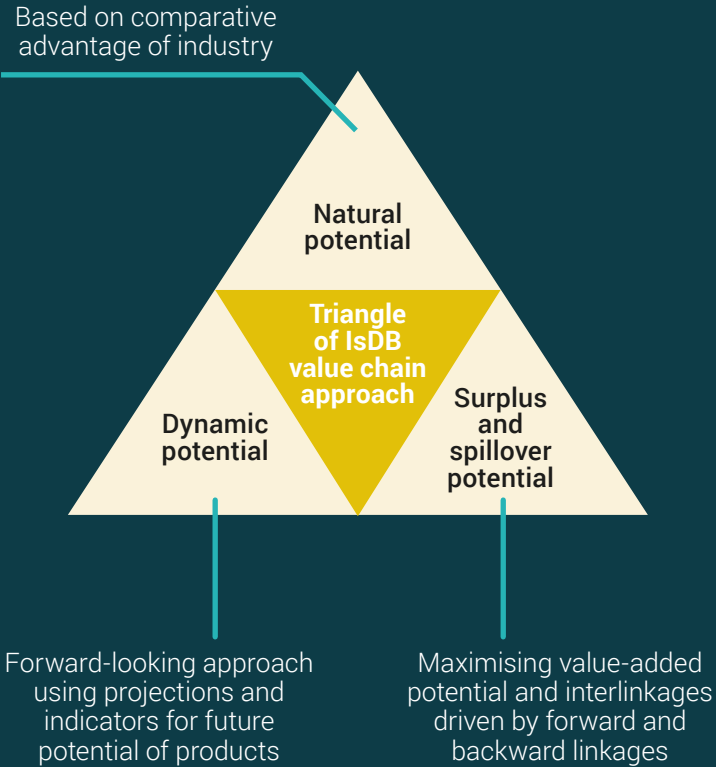 Based on comparative
advantage of industry
Natural
potential
Triangle
of IsDB
value chain
approach
Dynamic
potential
Surplus
and
spillover
potential
Forward-looking approach
using projections and
indicators for future
potential of products
Maximising value-added
potential and interlinkages
driven by forward and
backward linkages